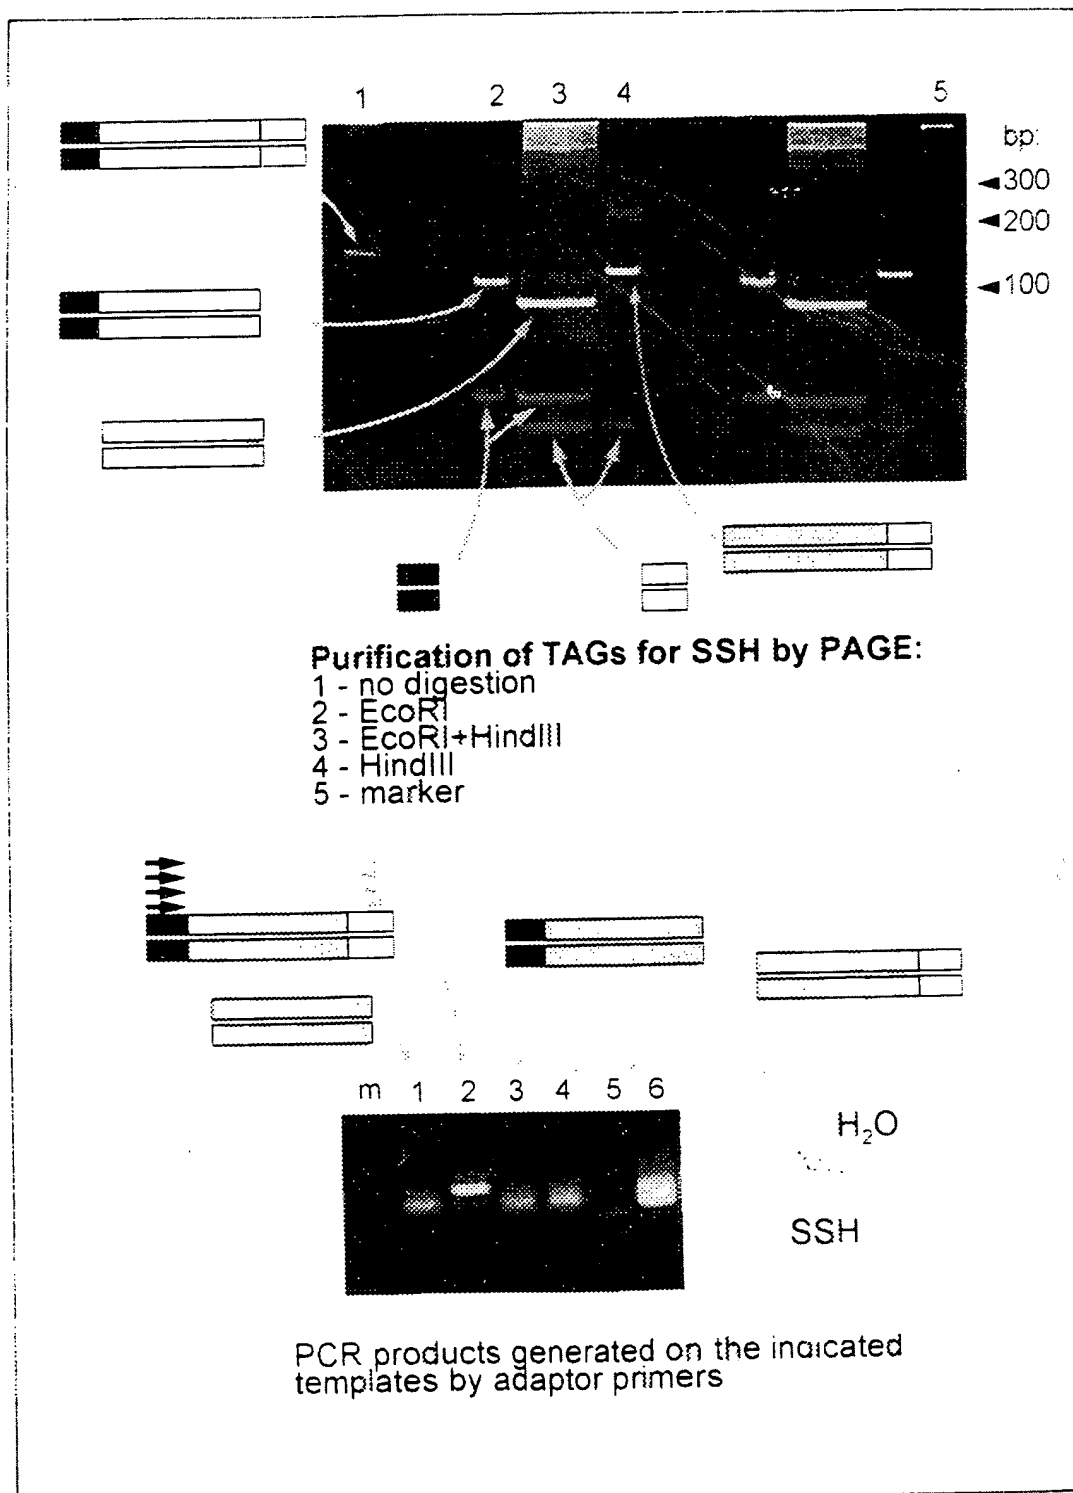 1 2 3 4 5
bp:
300
200
100
Purification of TAGs for SSH by PAGE:
1 - no digestion
2 - EcoRI
3 - EcoRI+HindIII
4 - HindIII
5 - marker
m 1 2 3 4 5 6
H₂O
SSH
PCR products generated on the indicated
templates by adaptor primers